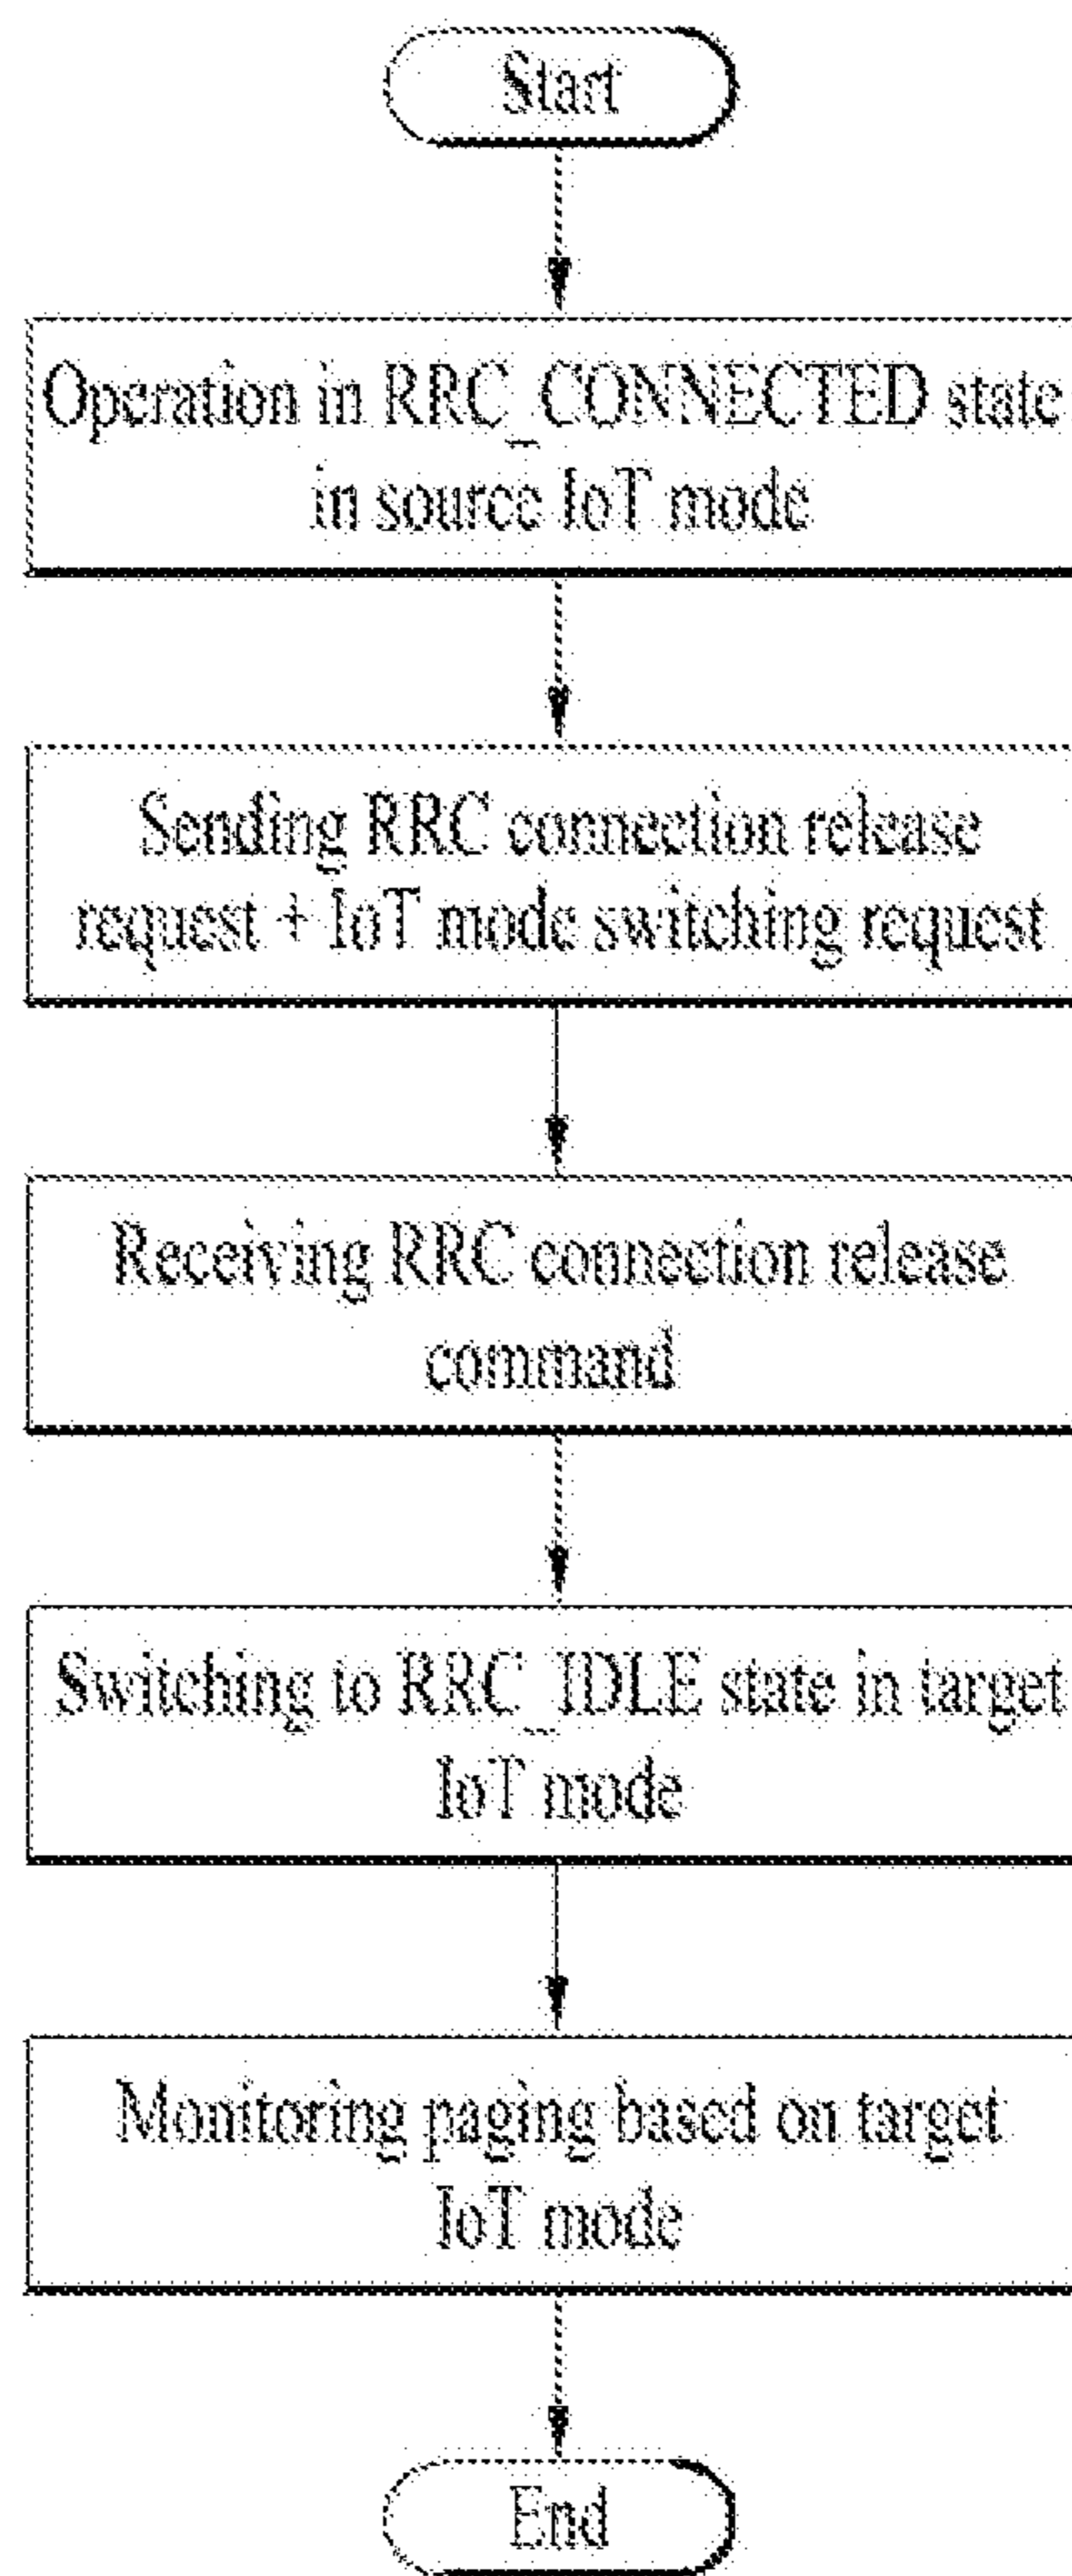 Start
Operation in RRC_CONNECTED state
in source IoT mode
Sending RRC connection release
request + IoT mode switching request
Receiving RRC connection release
command
Switching to RRC_IDLE state in target
IoT mode
Monitoring paging based on target
IoT mode
End